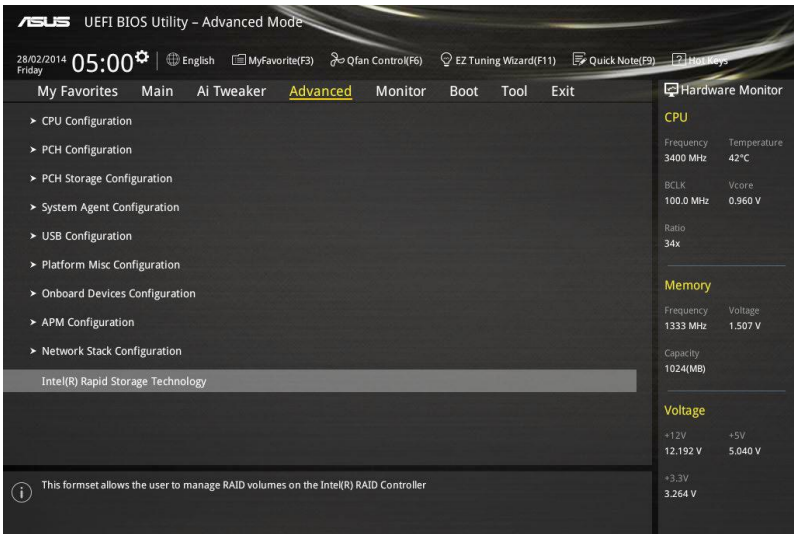 ASUS UEFI BIOS Utility – Advanced Mode
28/02/2014 Friday 05:00 English MyFavorite(F3) Qfan Control(F6) EZ Tuning Wizard(F11) Quick Note(F9) Hot Keys
My Favorites Main Ai Tweaker Advanced Monitor Boot Tool Exit
> CPU Configuration
> PCH Configuration
> PCH Storage Configuration
> System Agent Configuration
> USB Configuration
> Platform Misc Configuration
> Onboard Devices Configuration
> APM Configuration
> Network Stack Configuration
Intel(R) Rapid Storage Technology
This formset allows the user to manage RAID volumes on the Intel(R) RAID Controller
Hardware Monitor
CPU
Frequency Temperature
3400 MHz 42°C
BCLK Vcore
100.0 MHz 0.960 V
Ratio
34x
Memory
Frequency Voltage
1333 MHz 1.507 V
Capacity
1024(MB)
Voltage
+12V +5V
12.192 V 5.040 V
+3.3V
3.264 V